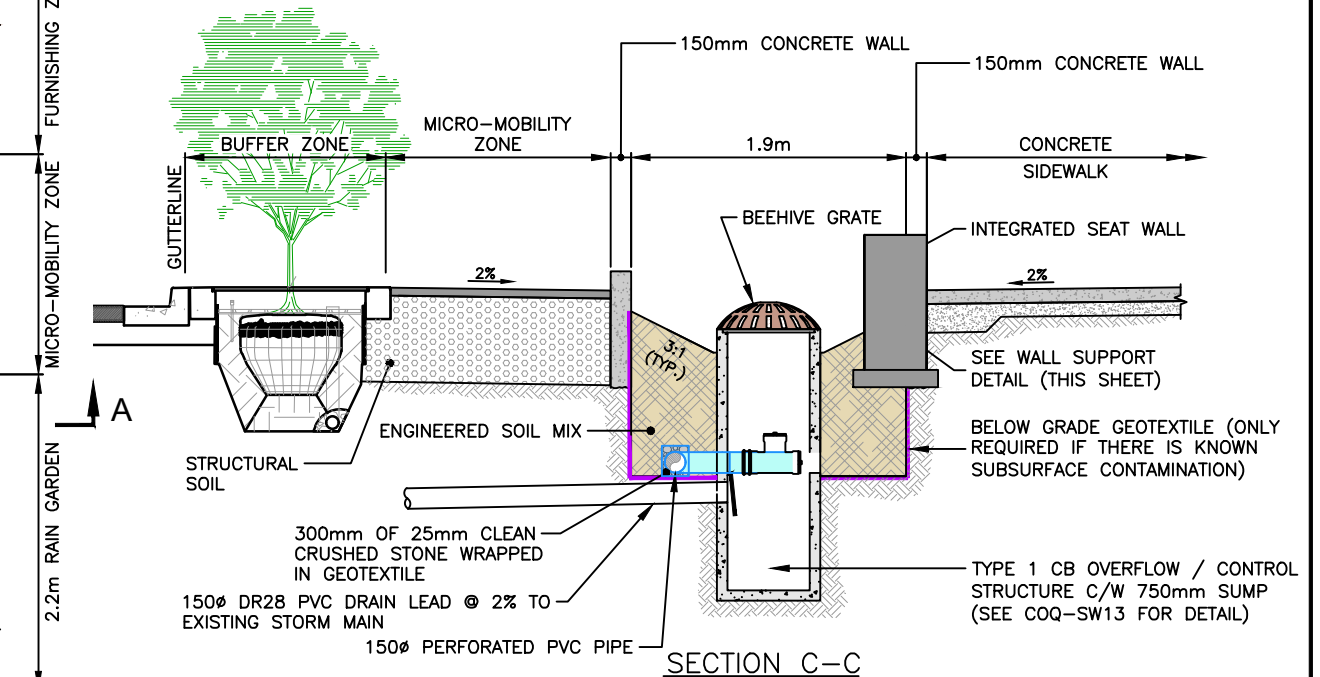 FURNISHING Z
MICRO-MOBILITY ZONE
2.2m RAIN GARDEN
A
150mm CONCRETE WALL
150mm CONCRETE WALL
BUFFER ZONE
MICRO-MOBILITY
ZONE
1.9m
CONCRETE
SIDEWALK
GUTTERLINE
BEEHIVE GRATE
INTEGRATED SEAT WALL
2%
2%
3:1
(TYP.)
SEE WALL SUPPORT
DETAIL (THIS SHEET)
ENGINEERED SOIL MIX
BELOW GRADE GEOTEXTILE (ONLY
REQUIRED IF THERE IS KNOWN
SUBSURFACE CONTAMINATION)
STRUCTURAL
SOIL
300mm OF 25mm CLEAN
CRUSHED STONE WRAPPED
IN GEOTEXTILE
TYPE 1 CB OVERFLOW / CONTROL
STRUCTURE C/W 750mm SUMP
(SEE COQ-SW13 FOR DETAIL)
150ø DR28 PVC DRAIN LEAD @ 2% TO
EXISTING STORM MAIN
150ø PERFORATED PVC PIPE
SECTION C-C